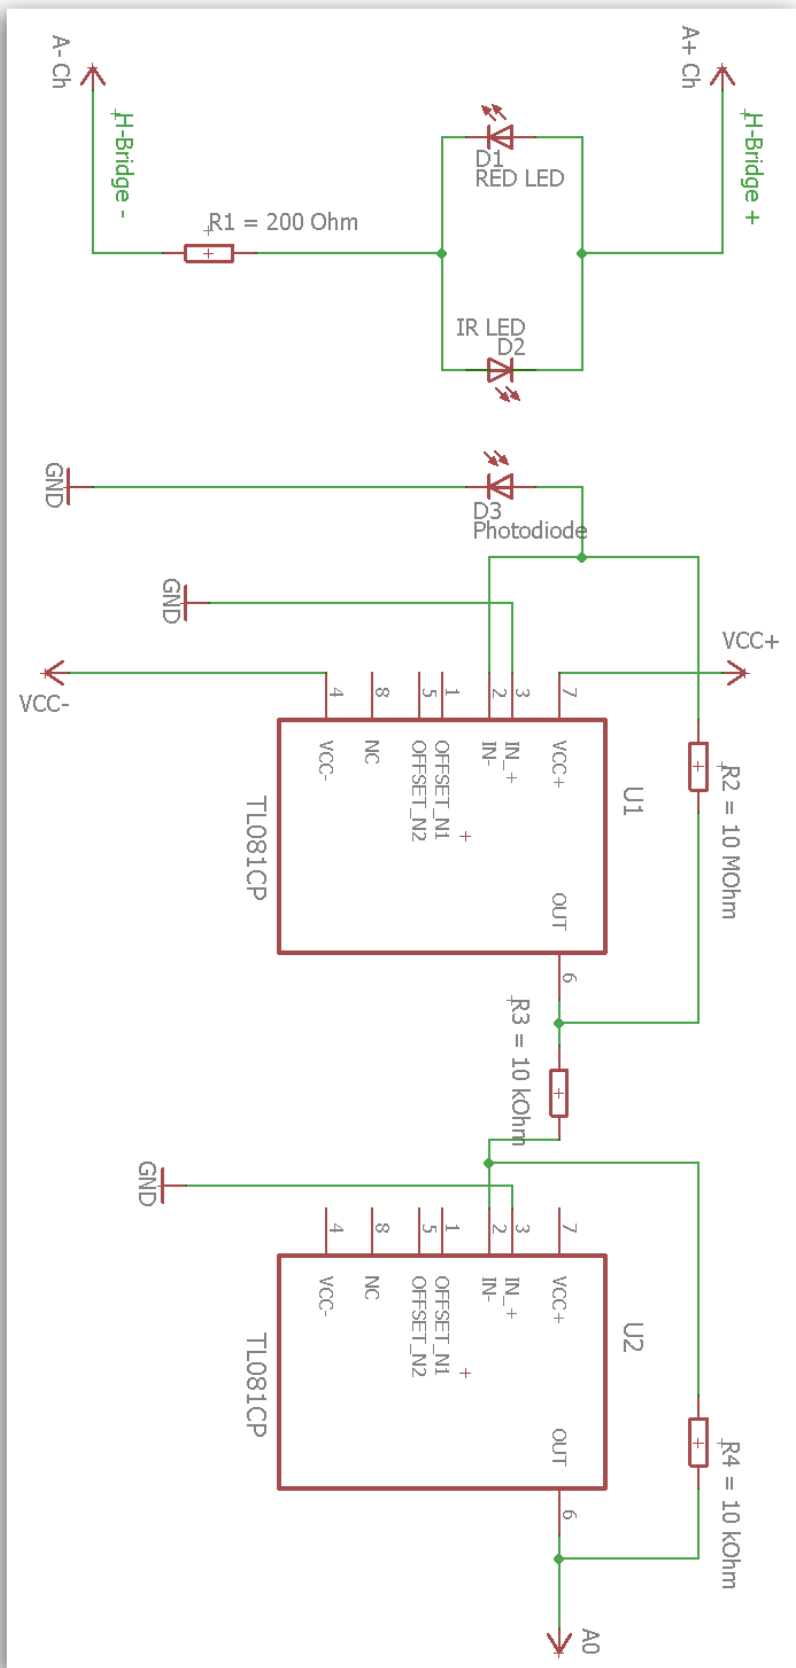 A- Ch
A+ Ch
H-Bridge -
H-Bridge +
D1
RED LED
R1 = 200 Ohm
IR LED
D2
GND
D3
Photodiode
GND
VCC+
VCC-
4
8
5
1
2
3
7
VCC-
NC
OFFSET_N2
OFFSET_N1
IN-
IN_+
VCC+
U1
R2 = 10 MOhm
TL081CP
OUT
6
R3 = 10 kOhm
GND
4
8
5
1
2
3
7
VCC-
NC
OFFSET_N2
OFFSET_N1
IN-
IN_+
VCC+
U2
TL081CP
OUT
R4 = 10 kOhm
6
A0